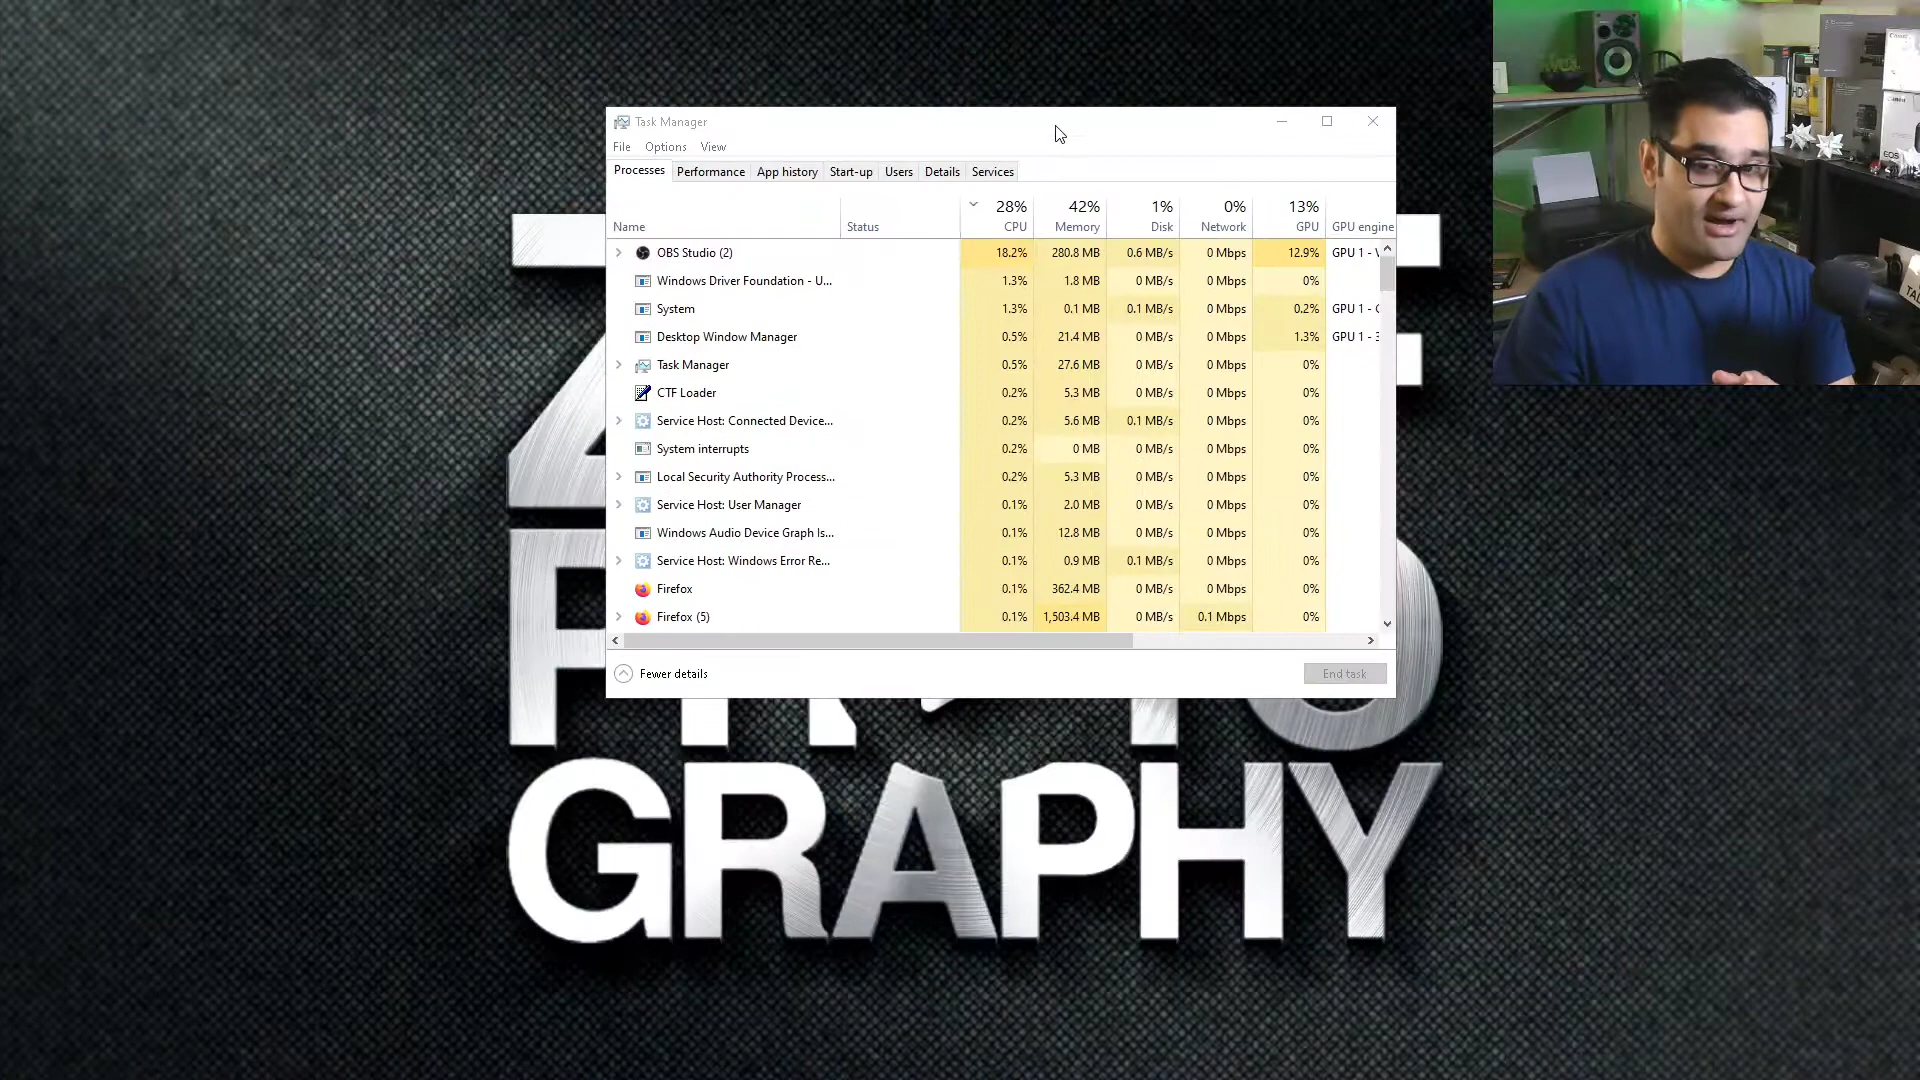 Task Manager
File Options View
Processes Performance App history Start-up Users Details Services
28% 42% 1% 0% 13%
Name Status CPU Memory Disk Network GPU GPU engine
OBS Studio (2) 18.2% 280.8 MB 0.6 MB/s 0 Mbps 12.9% GPU 1 -
Windows Driver Foundation - U... 1.3% 1.8 MB 0 MB/s 0 Mbps 0%
System 1.3% 0.1 MB 0.1 MB/s 0 Mbps 0.2% GPU 1 -
Desktop Window Manager 0.5% 21.4 MB 0 MB/s 0 Mbps 1.3% GPU 1 - 3
Task Manager 0.5% 27.6 MB 0 MB/s 0 Mbps 0%
CTF Loader 0.2% 5.3 MB 0 MB/s 0 Mbps 0%
Service Host: Connected Device... 0.2% 5.6 MB 0.1 MB/s 0 Mbps 0%
System interrupts 0.2% 0 MB 0 MB/s 0 Mbps 0%
Local Security Authority Process... 0.2% 5.3 MB 0 MB/s 0 Mbps 0%
Service Host: User Manager 0.1% 2.0 MB 0 MB/s 0 Mbps 0%
Windows Audio Device Graph Is... 0.1% 12.8 MB 0 MB/s 0 Mbps 0%
Service Host: Windows Error Re... 0.1% 0.9 MB 0.1 MB/s 0 Mbps 0%
Firefox 0.1% 362.4 MB 0 MB/s 0 Mbps 0%
Firefox (5) 0.1% 1,503.4 MB 0 MB/s 0.1 Mbps 0%
Fewer details End task
GRAPHY
Canon
HD
EOS